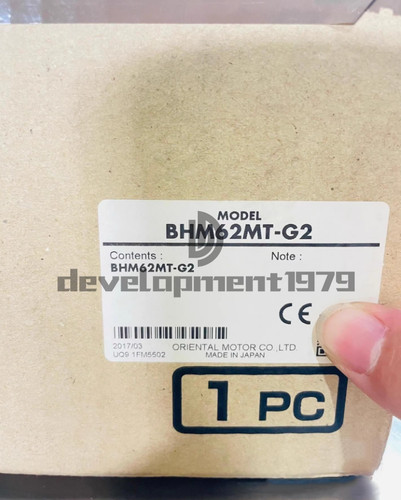 MODEL
BHM62MT-G2
Contents : Note :
BHM62MT-G2
development1979
2017/03 ORIENTAL MOTOR CO.,LTD.
MADE IN JAPAN
1 PC